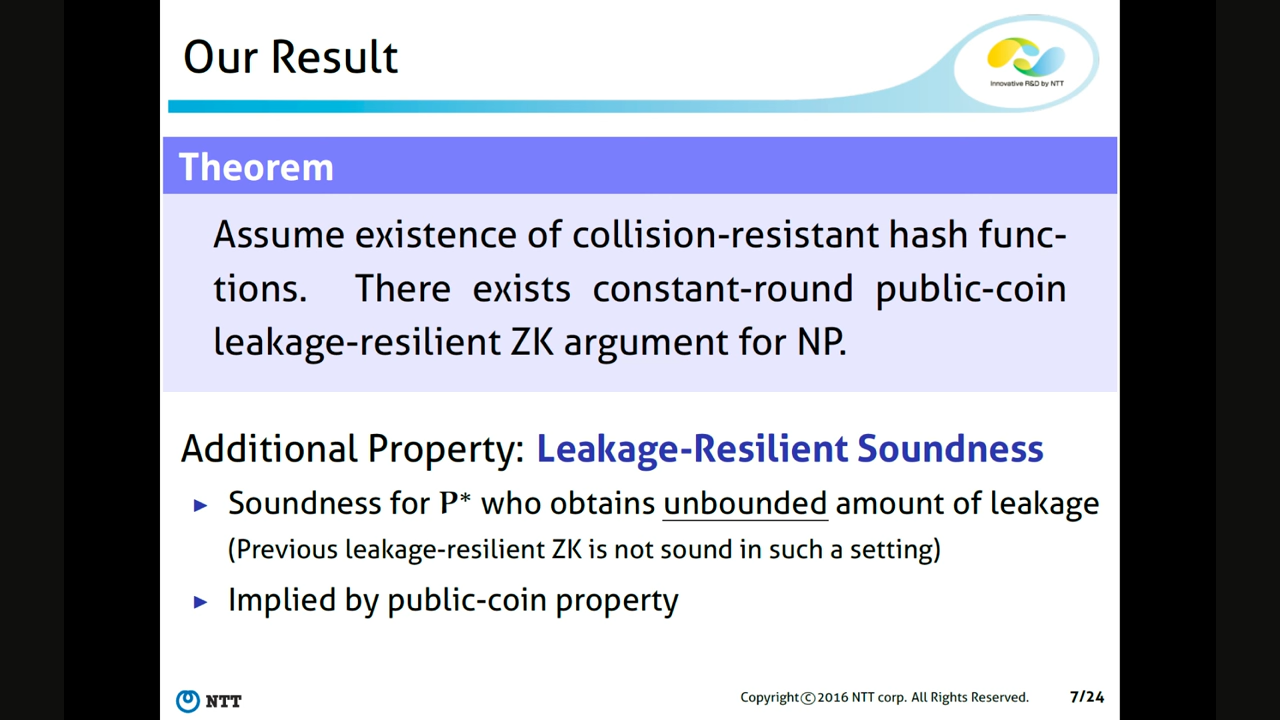 Our Result
Innovative R&D by NTT
Theorem
Assume existence of collision-resistant hash func-
tions. There exists constant-round public-coin
leakage-resilient ZK argument for NP.
Additional Property: Leakage-Resilient Soundness
▶ Soundness for P* who obtains unbounded amount of leakage
(Previous leakage-resilient ZK is not sound in such a setting)
▶ Implied by public-coin property
NTT
Copyright©2016 NTT corp. All Rights Reserved.
7/24